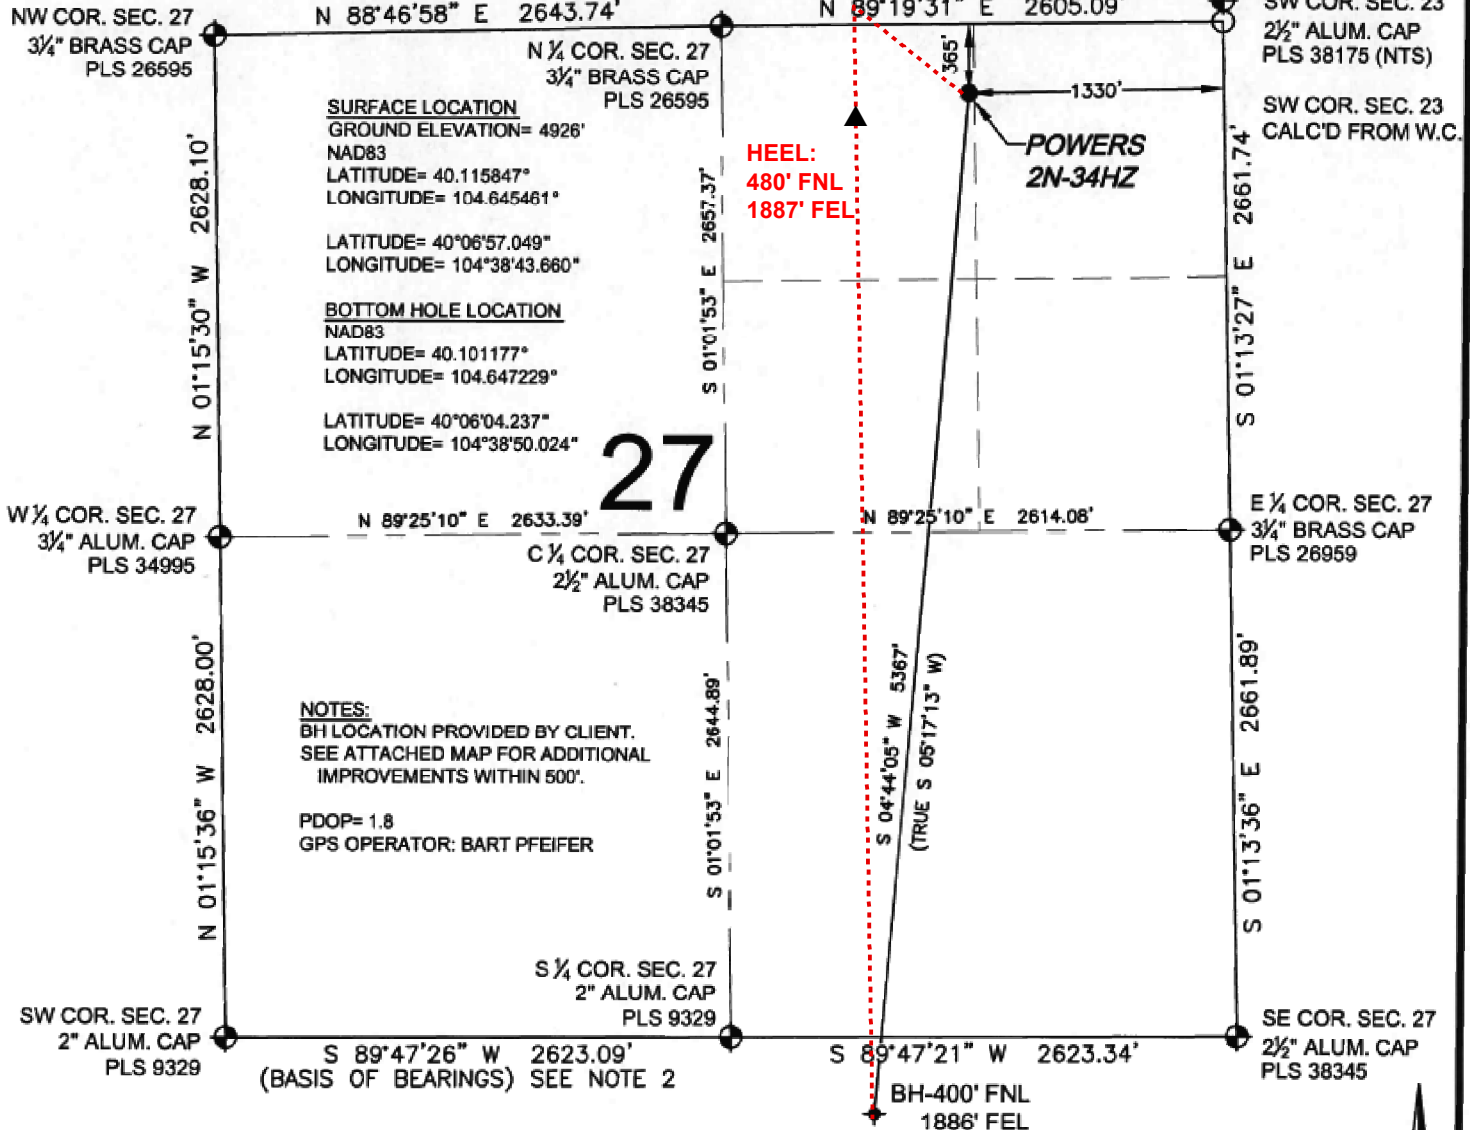 NW COR. SEC. 27
3¼" BRASS CAP
PLS 26595
N 88°46'58" E 2643.74'
N ¼ COR. SEC. 27
3¼" BRASS CAP
PLS 26595
N 89°19'31" E 2605.09'
SW COR. SEC. 23
2½" ALUM. CAP
PLS 38175 (NTS)
SW COR. SEC. 23
CALC'D FROM W.C.
365'
1330'
POWERS
2N-34HZ
HEEL:
480' FNL
1887' FEL
SURFACE LOCATION
GROUND ELEVATION= 4926'
NAD83
LATITUDE= 40.115847°
LONGITUDE= 104.645461°
LATITUDE= 40°06'57.049"
LONGITUDE= 104°38'43.660"
BOTTOM HOLE LOCATION
NAD83
LATITUDE= 40.101177°
LONGITUDE= 104.647229°
LATITUDE= 40°06'04.237"
LONGITUDE= 104°38'50.024"
N 01°15'30" W 2628.10'
S 01°01'53" E 2657.37'
S 01°13'27" E 2661.74'
27
W ¼ COR. SEC. 27
3¼" ALUM. CAP
PLS 34995
N 89°25'10" E 2633.39'
C ¼ COR. SEC. 27
2½" ALUM. CAP
PLS 38345
N 89°25'10" E 2614.08'
E ¼ COR. SEC. 27
3¼" BRASS CAP
PLS 26959
N 01°15'36" W 2628.00'
S 01°01'53" E 2644.89'
S 04°44'05" W 5367'
(TRUE S 05°17'13" W)
S 01°13'36" E 2661.89'
NOTES:
BH LOCATION PROVIDED BY CLIENT.
SEE ATTACHED MAP FOR ADDITIONAL
IMPROVEMENTS WITHIN 500'.
PDOP= 1.8
GPS OPERATOR: BART PFEIFER
SW COR. SEC. 27
2" ALUM. CAP
PLS 9329
S 89°47'26" W 2623.09'
(BASIS OF BEARINGS) SEE NOTE 2
S ¼ COR. SEC. 27
2" ALUM. CAP
PLS 9329
S 89°47'21" W 2623.34'
SE COR. SEC. 27
2½" ALUM. CAP
PLS 38345
BH-400' FNL
1886' FEL